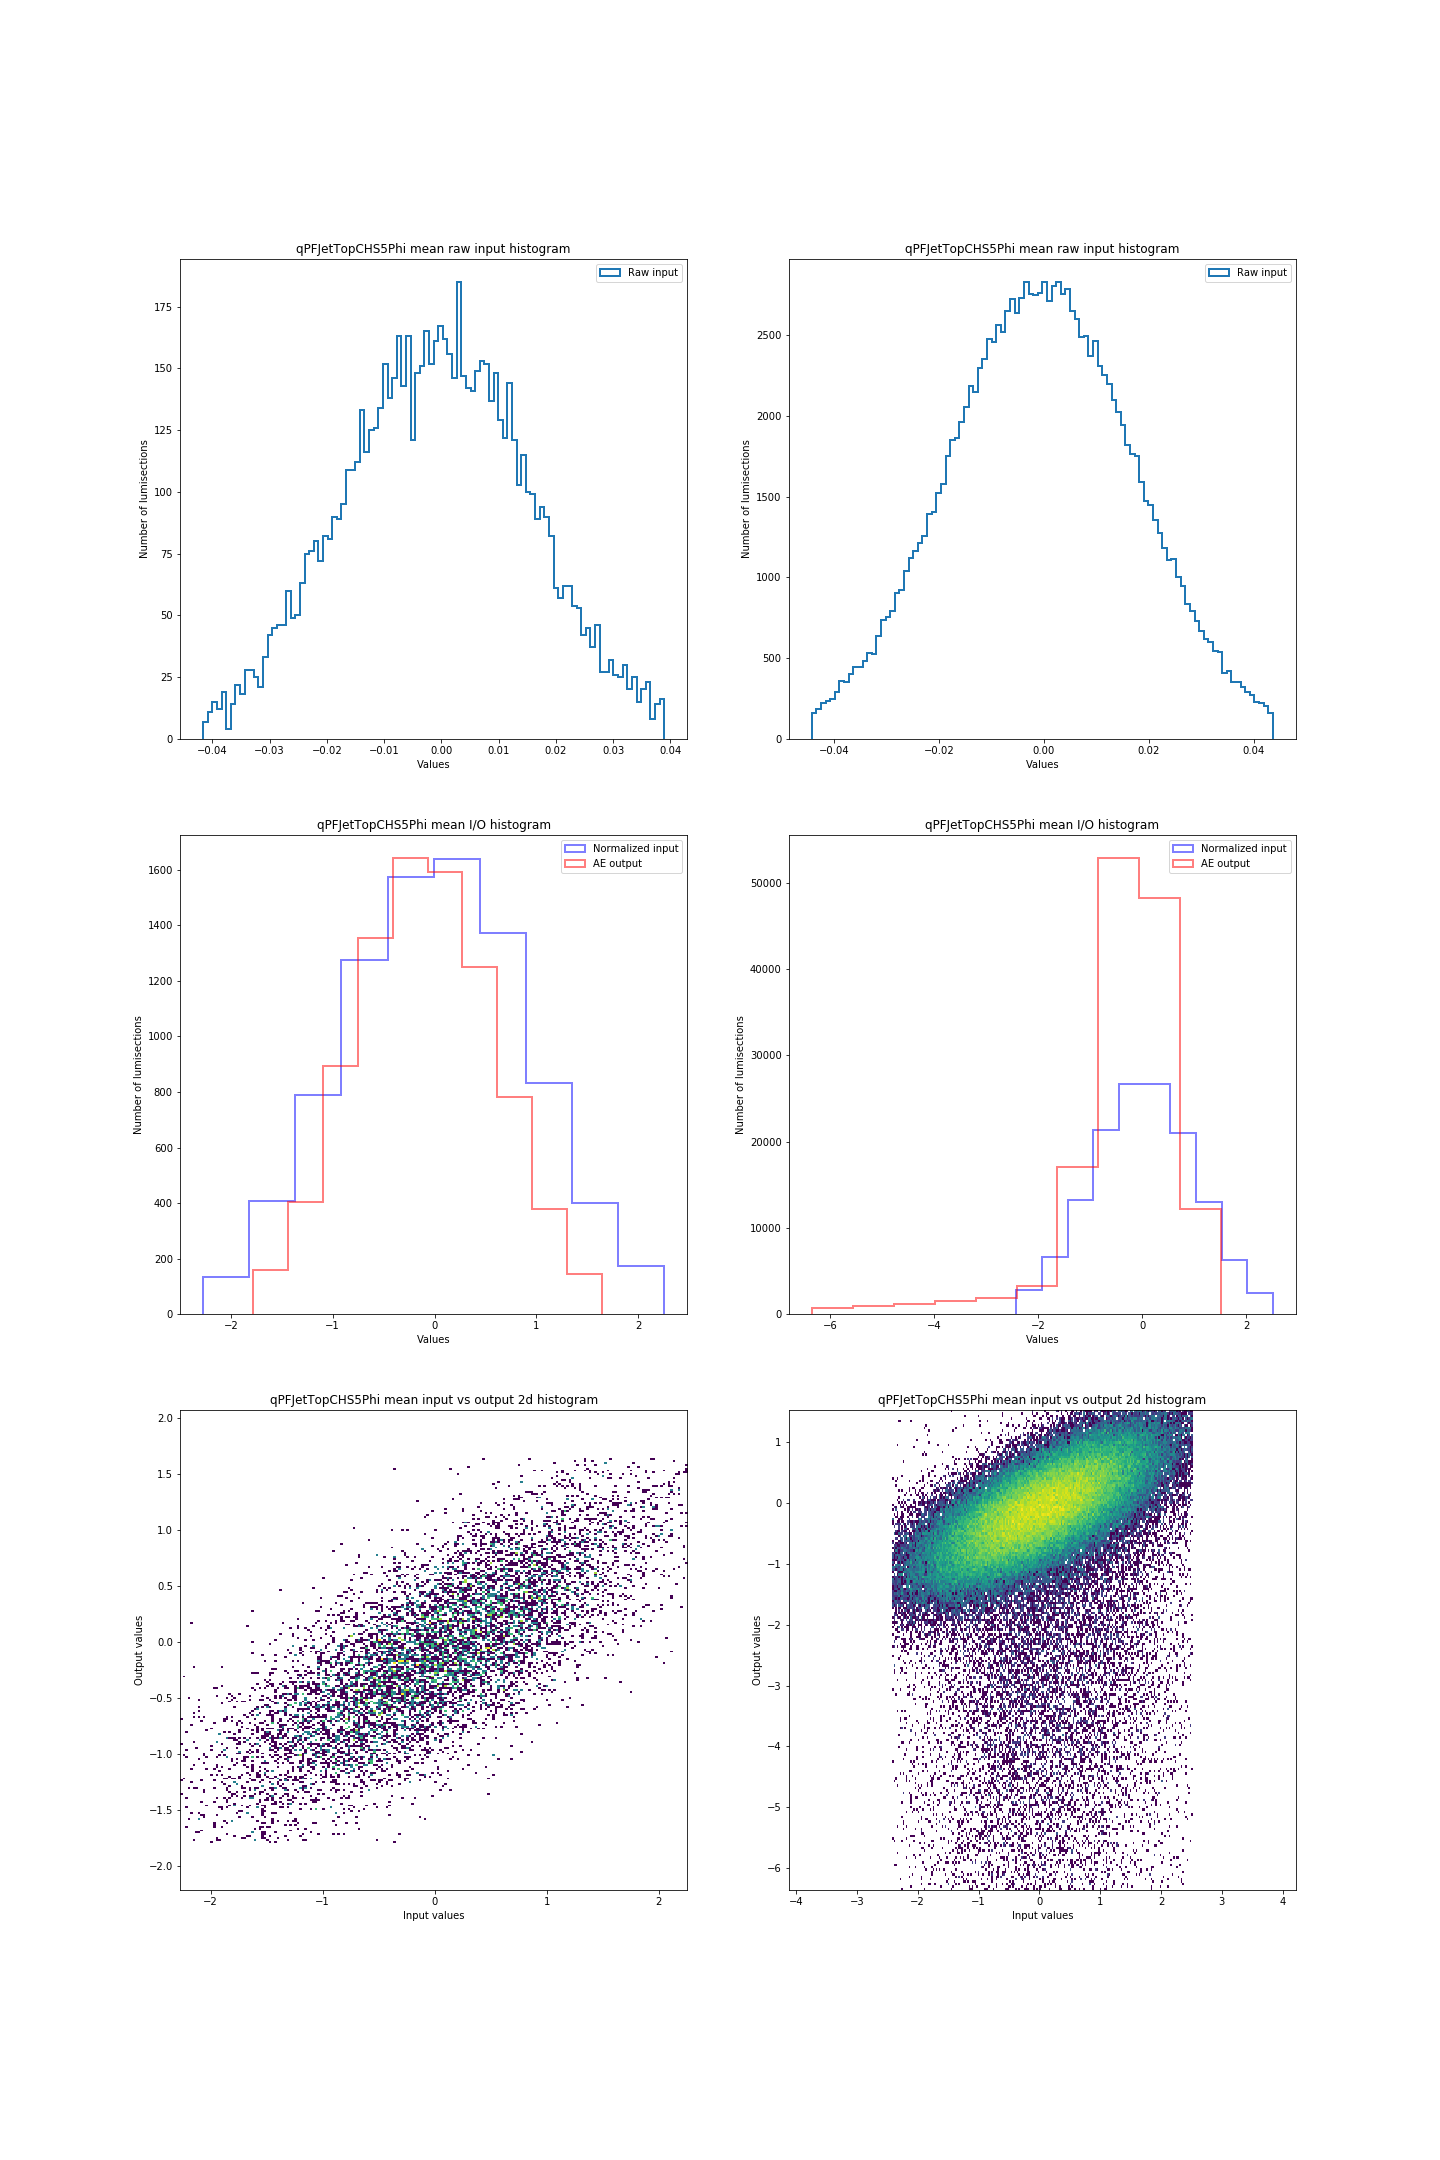 qPFJetTopCHS5Phi mean raw input histogram
Raw input
Number of lumisections
175
150
125
100
75
50
25
0
−0.04 −0.03 −0.02 −0.01 0.00 0.01 0.02 0.03 0.04
Values
qPFJetTopCHS5Phi mean raw input histogram
Raw input
Number of lumisections
2500
2000
1500
1000
500
0
−0.04 −0.02 0.00 0.02 0.04
Values
qPFJetTopCHS5Phi mean I/O histogram
Normalized input
AE output
Number of lumisections
1600
1400
1200
1000
800
600
400
200
0
−2 −1 0 1 2
Values
qPFJetTopCHS5Phi mean I/O histogram
Normalized input
AE output
Number of lumisections
50000
40000
30000
20000
10000
0
−6 −4 −2 0 2
Values
qPFJetTopCHS5Phi mean input vs output 2d histogram
Output values
2.0
1.5
1.0
0.5
0.0
−0.5
−1.0
−1.5
−2.0
−2 −1 0 1 2
Input values
qPFJetTopCHS5Phi mean input vs output 2d histogram
Output values
1
0
−1
−2
−3
−4
−5
−6
−4 −3 −2 −1 0 1 2 3 4
Input values